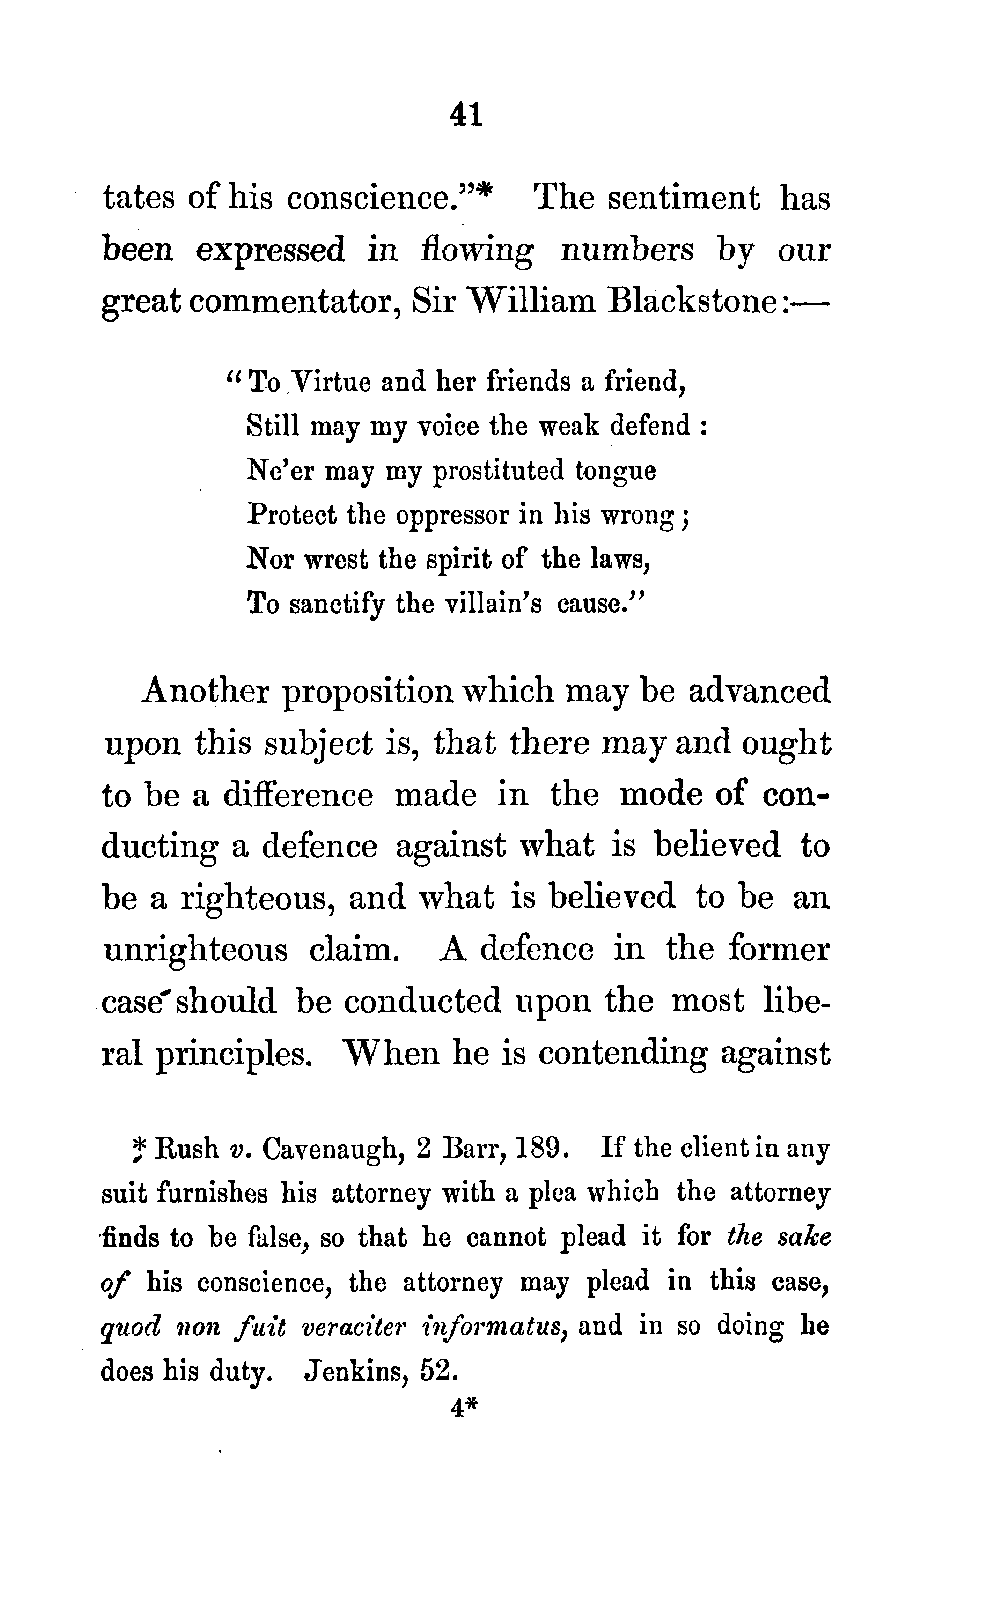 41
tates of his conscience."* The sentiment has
been expressed in flowing numbers by our
great commentator, Sir William Blackstone:—
"To Virtue and her friends a friend,
Still may my voice the weak defend :
Ne'er may my prostituted tongue
Protect the oppressor in his wrong;
Nor wrest the spirit of the laws,
To sanctify the villain's cause."
Another proposition which may be advanced
upon this subject is, that there may and ought
to be a difference made in the mode of con-
ducting a defence against what is believed to
be a righteous, and what is believed to be an
unrighteous claim. A defence in the former
case should be conducted upon the most libe-
ral principles. When he is contending against
* Rush v. Cavenaugh, 2 Barr, 189. If the client in any
suit furnishes his attorney with a plea which the attorney
finds to be false, so that he cannot plead it for the sake
of his conscience, the attorney may plead in this case,
quod non fuit veraciter informatus, and in so doing he
does his duty. Jenkins, 52.
4*